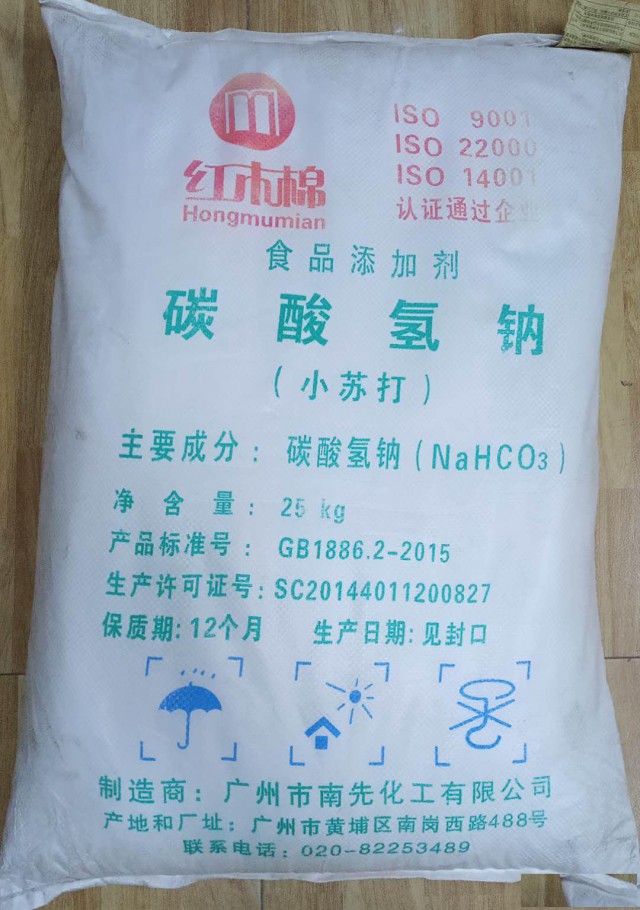 红木棉
Hongmumian
ISO 9001
ISO 22000
ISO 14001
认证通过企业
食品添加剂
碳酸氢钠
(小苏打)
主要成分:碳酸氢钠(NaHCO3)
净含量:25 kg
产品标准号:GB1886.2-2015
生产许可证号:SC20144011200827
保质期:12个月 生产日期:见封口
制造商:广州市南先化工有限公司
产地和厂址:广州市黄埔区南岗西路488号
联系电话:020-82253489